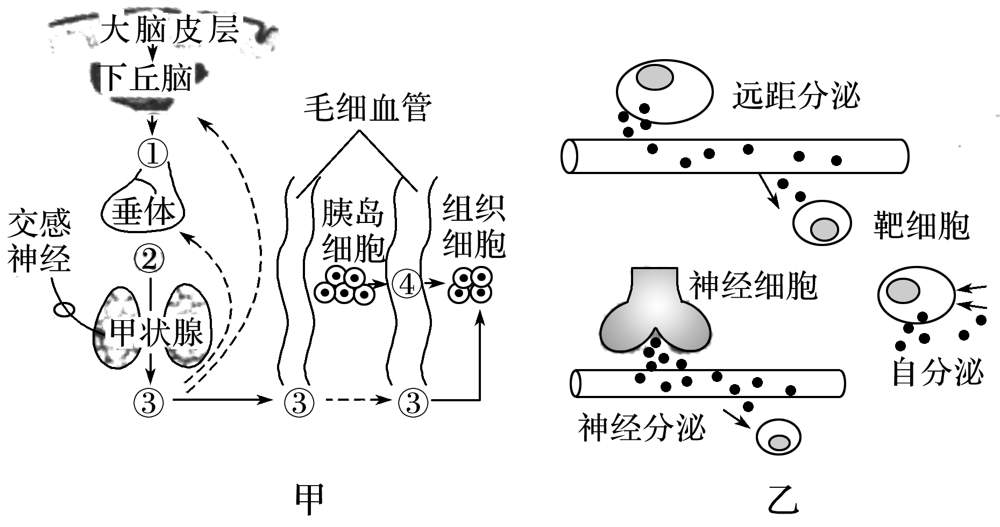 大脑皮层
下丘脑
①
垂体
交感
神经
②
甲状腺
③
毛细血管
胰岛
细胞
④
组织
细胞
③
③
甲
远距分泌
靶细胞
神经细胞
自分泌
神经分泌
乙